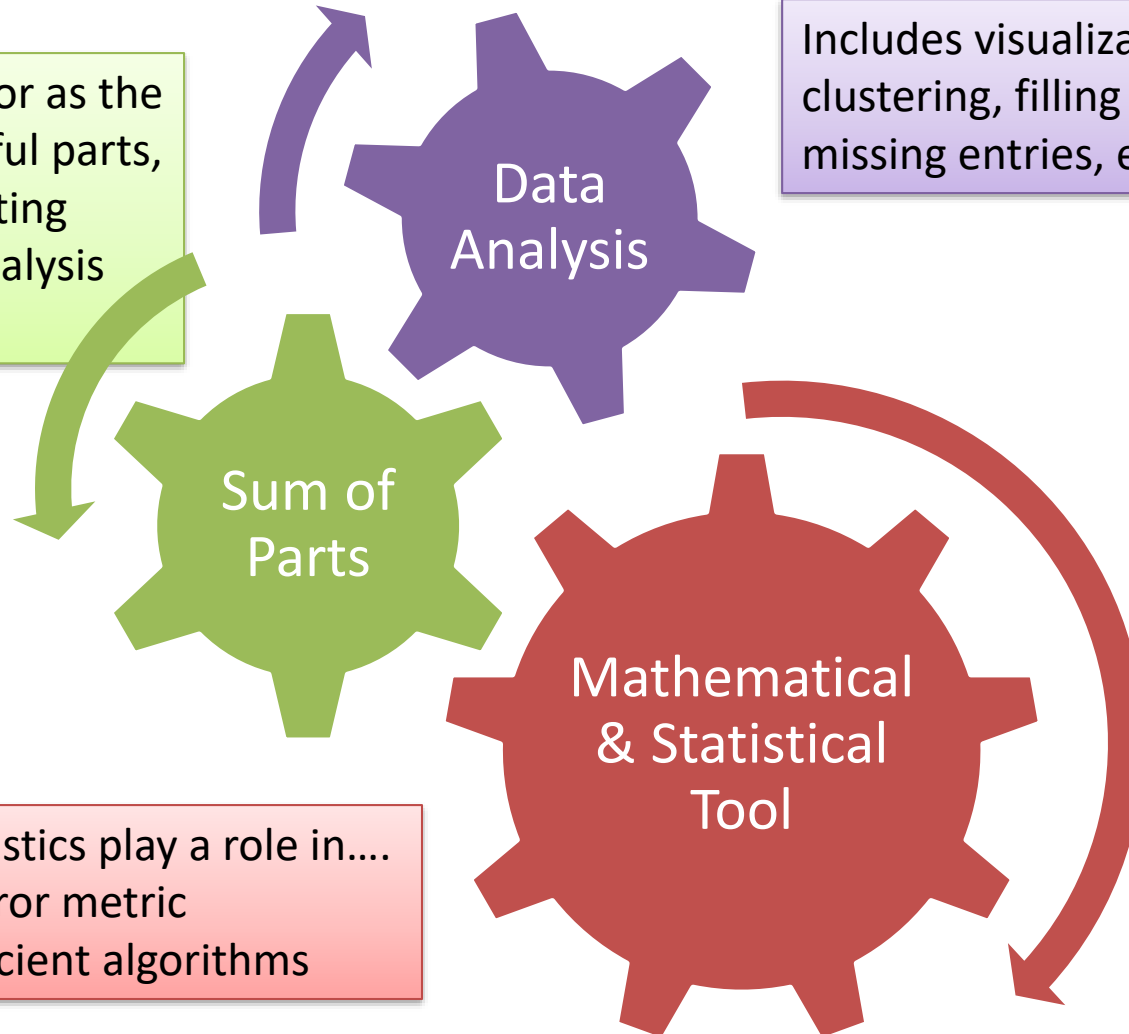 or as the
ful parts,
ting
alysis
Data
Analysis
Includes visualiza
clustering, filling
missing entries, e
Sum of
Parts
Mathematical
& Statistical
Tool
stics play a role in....
ror metric
cient algorithms